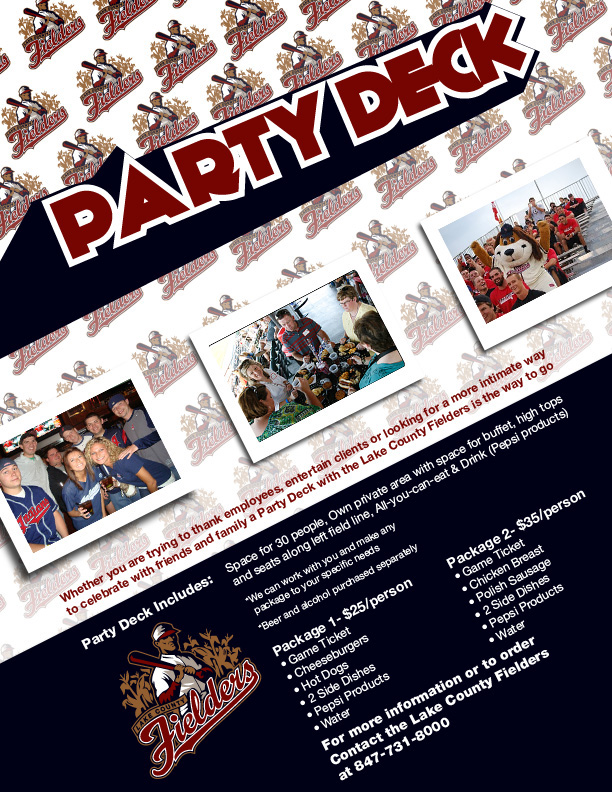 PARTY DECK
Whether you are trying to thank employees, entertain clients or looking for a more intimate way
to celebrate with friends and family a Party Deck with the Lake County Fielders is the way to go
Party Deck Includes:
Space for 30 people, Own private area with space for buffet, high tops
and seats along left field line, All-you-can-eat & Drink (Pepsi products)
*We can work with you and make any
package to your specific needs
*Beer and alcohol purchased separately
Package 1- $25/person
• Game Ticket
• Cheeseburgers
• Hot Dogs
• 2 Side Dishes
• Pepsi Products
• Water
Package 2- $35/person
• Game Ticket
• Chicken Breast
• Polish Sausage
• 2 Side Dishes
• Pepsi Products
• Water
For more information or to order
Contact the Lake County Fielders
at 847-731-8000
LAKE COUNTY
Fielders